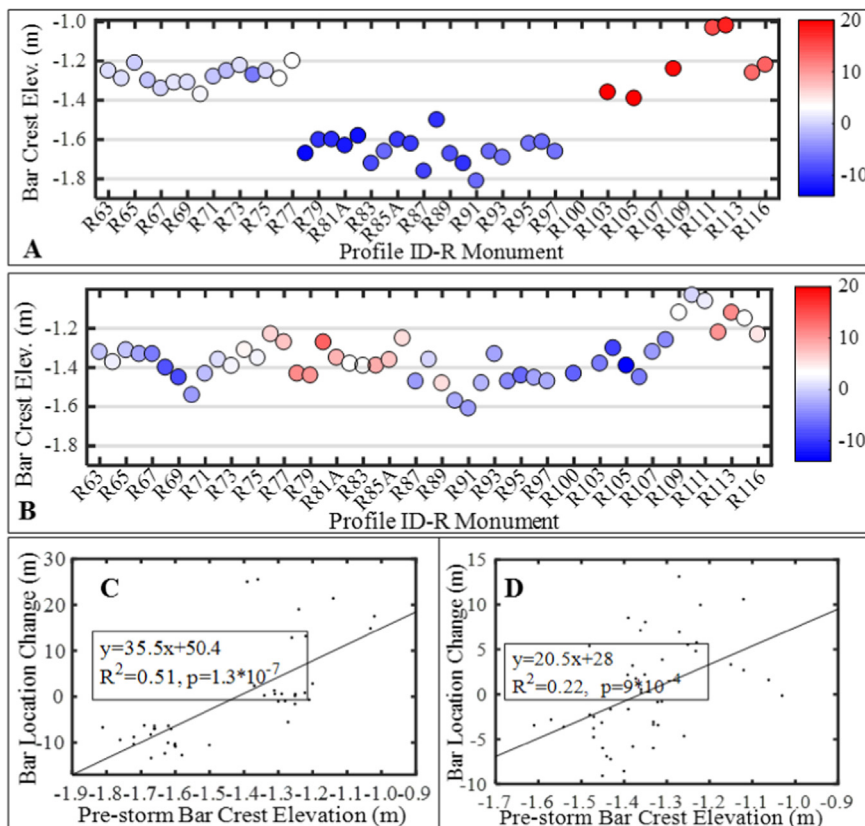 -1.0
-1.2
-1.4
-1.6
-1.8
Bar Crest Elev. (m)
R63 R65 R67 R69 R71 R73 R75 R77 R79 R81A R83 R85A R87 R89 R91 R93 R95 R97 R100 R103 R105 R107 R109 R111 R113 R116
A
Profile ID-R Monument
20
10
0
-10
-1.2
-1.4
-1.6
-1.8
Bar Crest Elev. (m)
R63 R65 R67 R69 R71 R73 R75 R77 R79 R81A R83 R85A R87 R89 R91 R93 R95 R97 R100 R103 R105 R107 R109 R111 R113 R116
B
Profile ID-R Monument
20
10
0
-10
C
Bar Location Change (m)
30
20
10
0
-10
y=35.5x+50.4
R²=0.51, p=1.3*10⁻⁷
-1.9 -1.8 -1.7 -1.6 -1.5 -1.4 -1.3 -1.2 -1.1 -1.0 -0.9
Pre-storm Bar Crest Elevation (m)
D
Bar Location Change (m)
15
10
5
0
-5
-10
y=20.5x+28
R²=0.22, p=9*10⁻⁴
-1.7 -1.6 -1.5 -1.4 -1.3 -1.2 -1.1 -1.0 -0.9
Pre-storm Bar Crest Elevation (m)